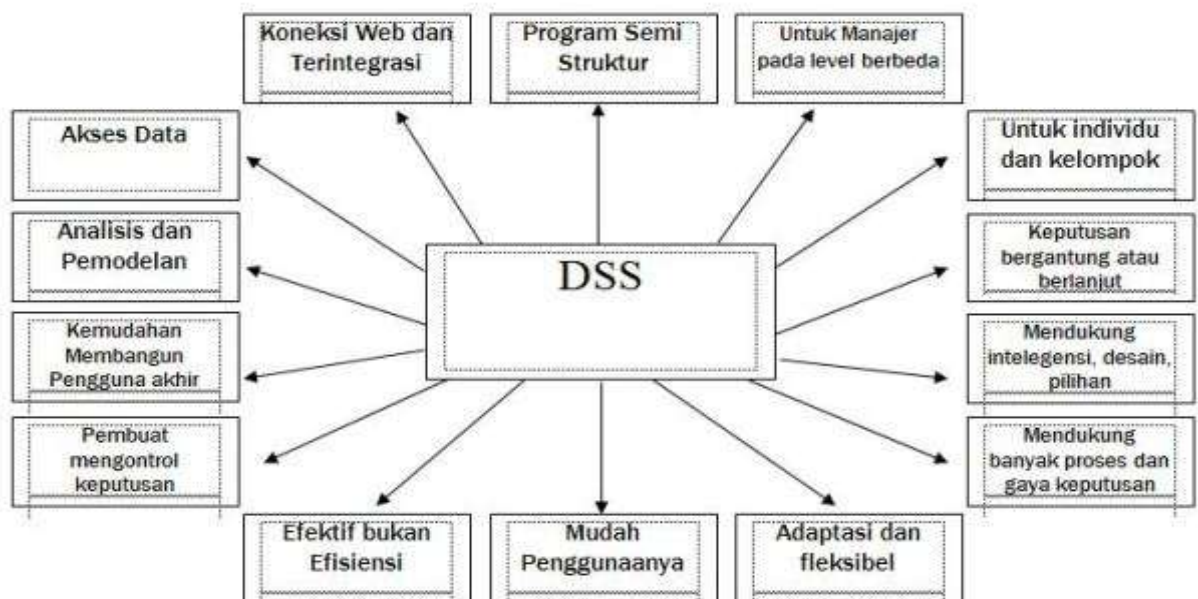 Koneksi Web dan
Terintegrasi
Program Semi
Struktur
Untuk Manajer
pada level berbeda
Akses Data
Untuk individu
dan kelompok
Analisis dan
Pemodelan
DSS
Keputusan
bergantung atau
berlanjut
Kemudahan
Membangun
Pengguna akhir
Mendukung
intelegensi, desain,
pilihan
Pembuat
mengontrol
keputusan
Mendukung
banyak proses dan
gaya keputusan
Efektif bukan
Efisiensi
Mudah
Penggunaanya
Adaptasi dan
fleksibel